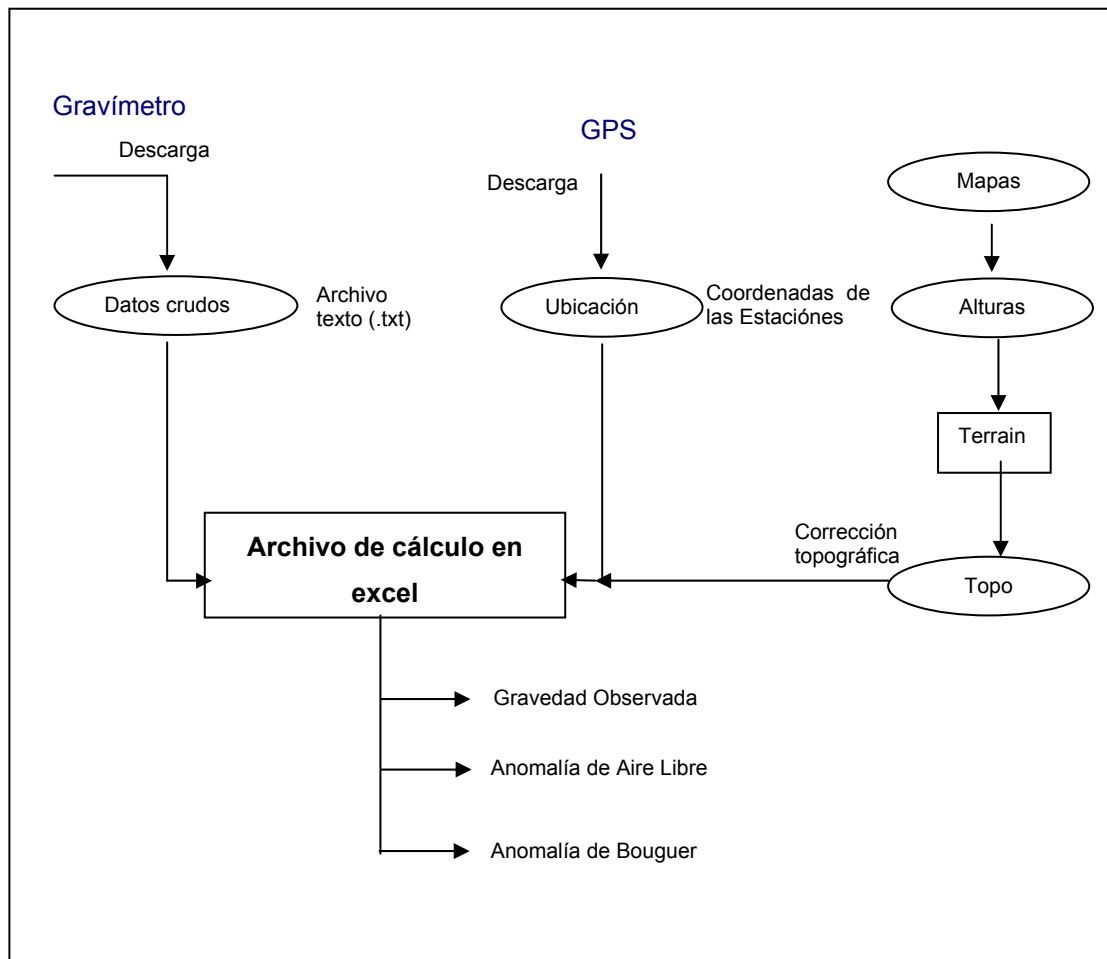 Gravímetro
Descarga
GPS
Descarga
Mapas
Datos crudos
Archivo
texto (.txt)
Ubicación
Coordenadas de
las Estaciónes
Alturas
Terrain
Archivo de cálculo en
excel
Corrección
topográfica
Topo
Gravedad Observada
Anomalía de Aire Libre
Anomalía de Bouguer